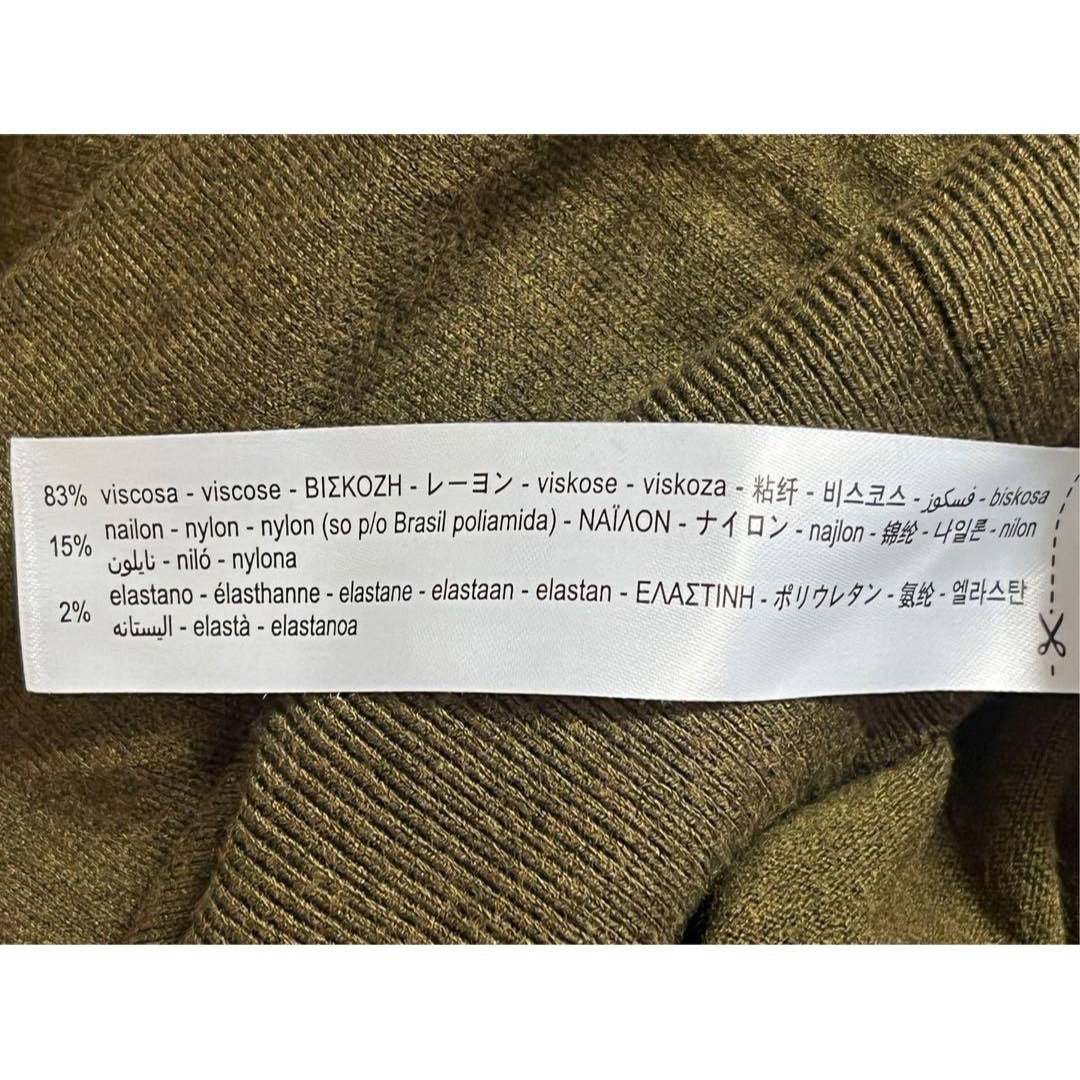 83% viscosa - viscose - ΒΙΣΚΟΖΗ - レーヨン - viskose - viskoza - 粘纤 - 비스코스 - فسكوز - biskosa
15% nailon - nylon - nylon (so p/o Brasil poliamida) - ΝΑΪΛΟΝ - ナイロン - najlon - 锦纶 - 나일론 - nilon
نايلون - niló - nylona
2% elastano - élasthanne - elastane - elastaan - elastan - ΕΛΑΣΤΙΝΗ - ポリウレタン - 氨纶 - 엘라스탄
اليستانه - elastà - elastanoa